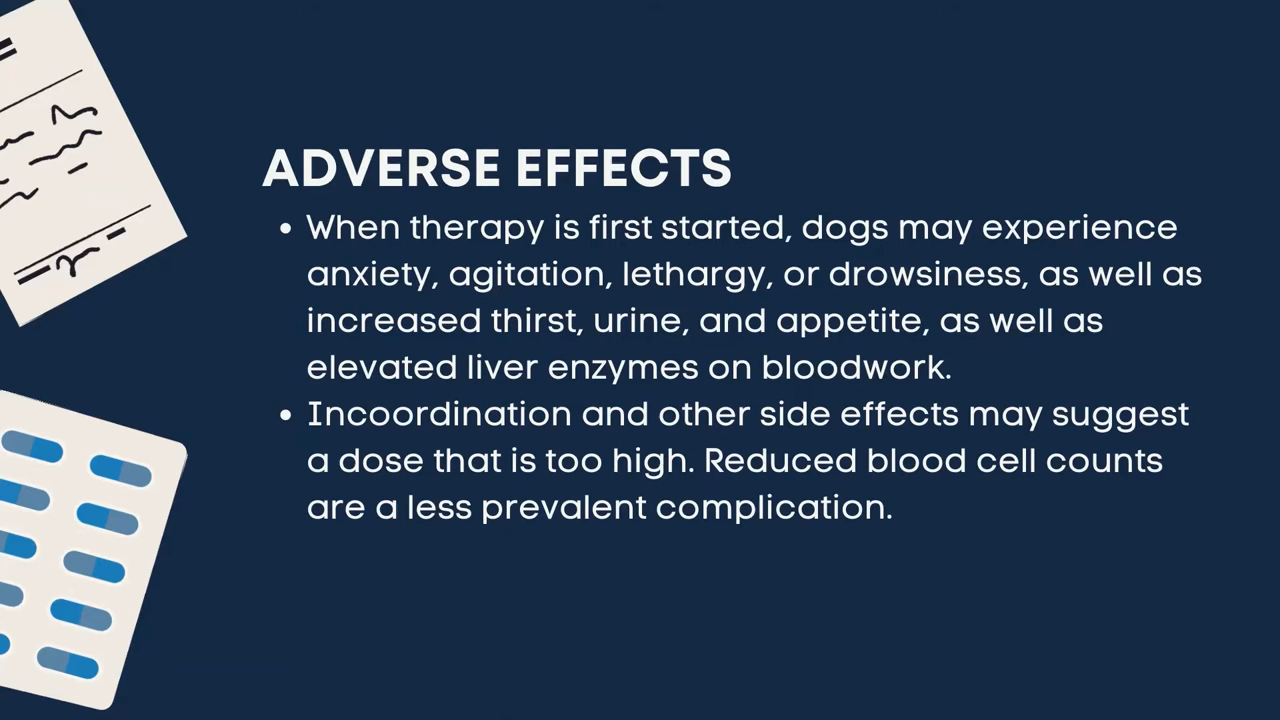 ADVERSE EFFECTS
• When therapy is first started, dogs may experience
anxiety, agitation, lethargy, or drowsiness, as well as
increased thirst, urine, and appetite, as well as
elevated liver enzymes on bloodwork.
• Incoordination and other side effects may suggest
a dose that is too high. Reduced blood cell counts
are a less prevalent complication.